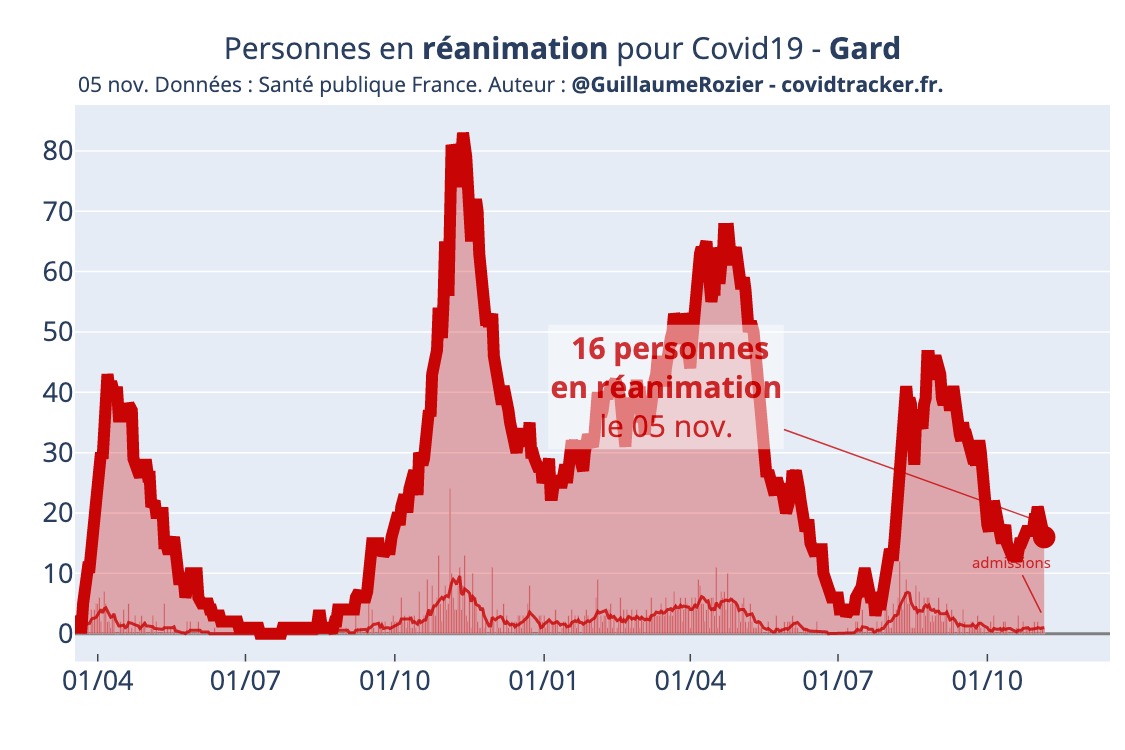 Personnes en réanimation pour Covid19 - Gard
05 nov. Données : Santé publique France. Auteur : @GuillaumeRozier - covidtracker.fr.
80
70
60
50
40
30
20
10
0
16 personnes
en réanimation
le 05 nov.
admissions
01/04
01/07
01/10
01/01
01/04
01/07
01/10